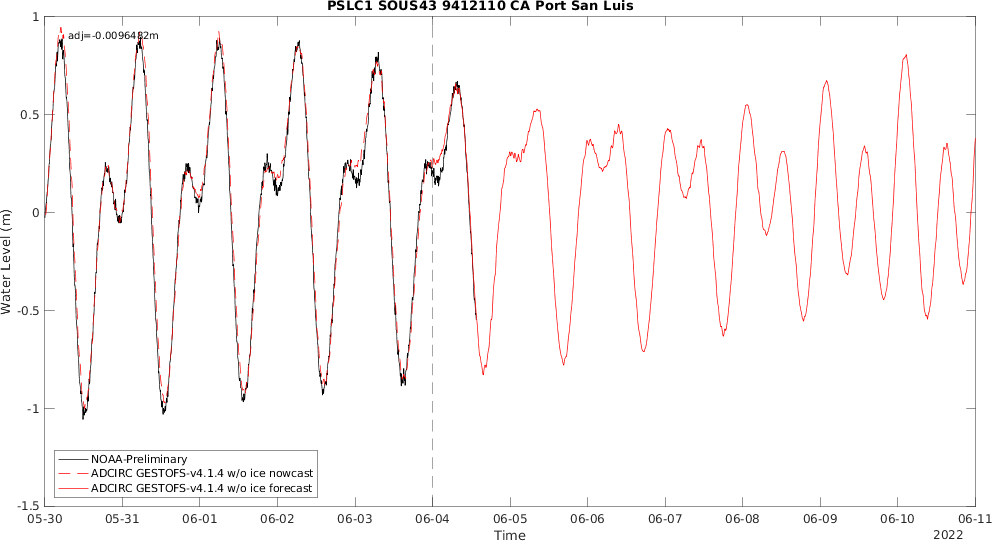 PSLC1 SOUS43 9412110 CA Port San Luis
adj=-0.0096482m
1
0.5
0
-0.5
-1
-1.5
Water Level (m)
NOAA-Preliminary
ADCIRC GESTOFS-v4.1.4 w/o ice nowcast
ADCIRC GESTOFS-v4.1.4 w/o ice forecast
05-30 05-31 06-01 06-02 06-03 06-04 06-05 06-06 06-07 06-08 06-09 06-10 06-11
Time
2022